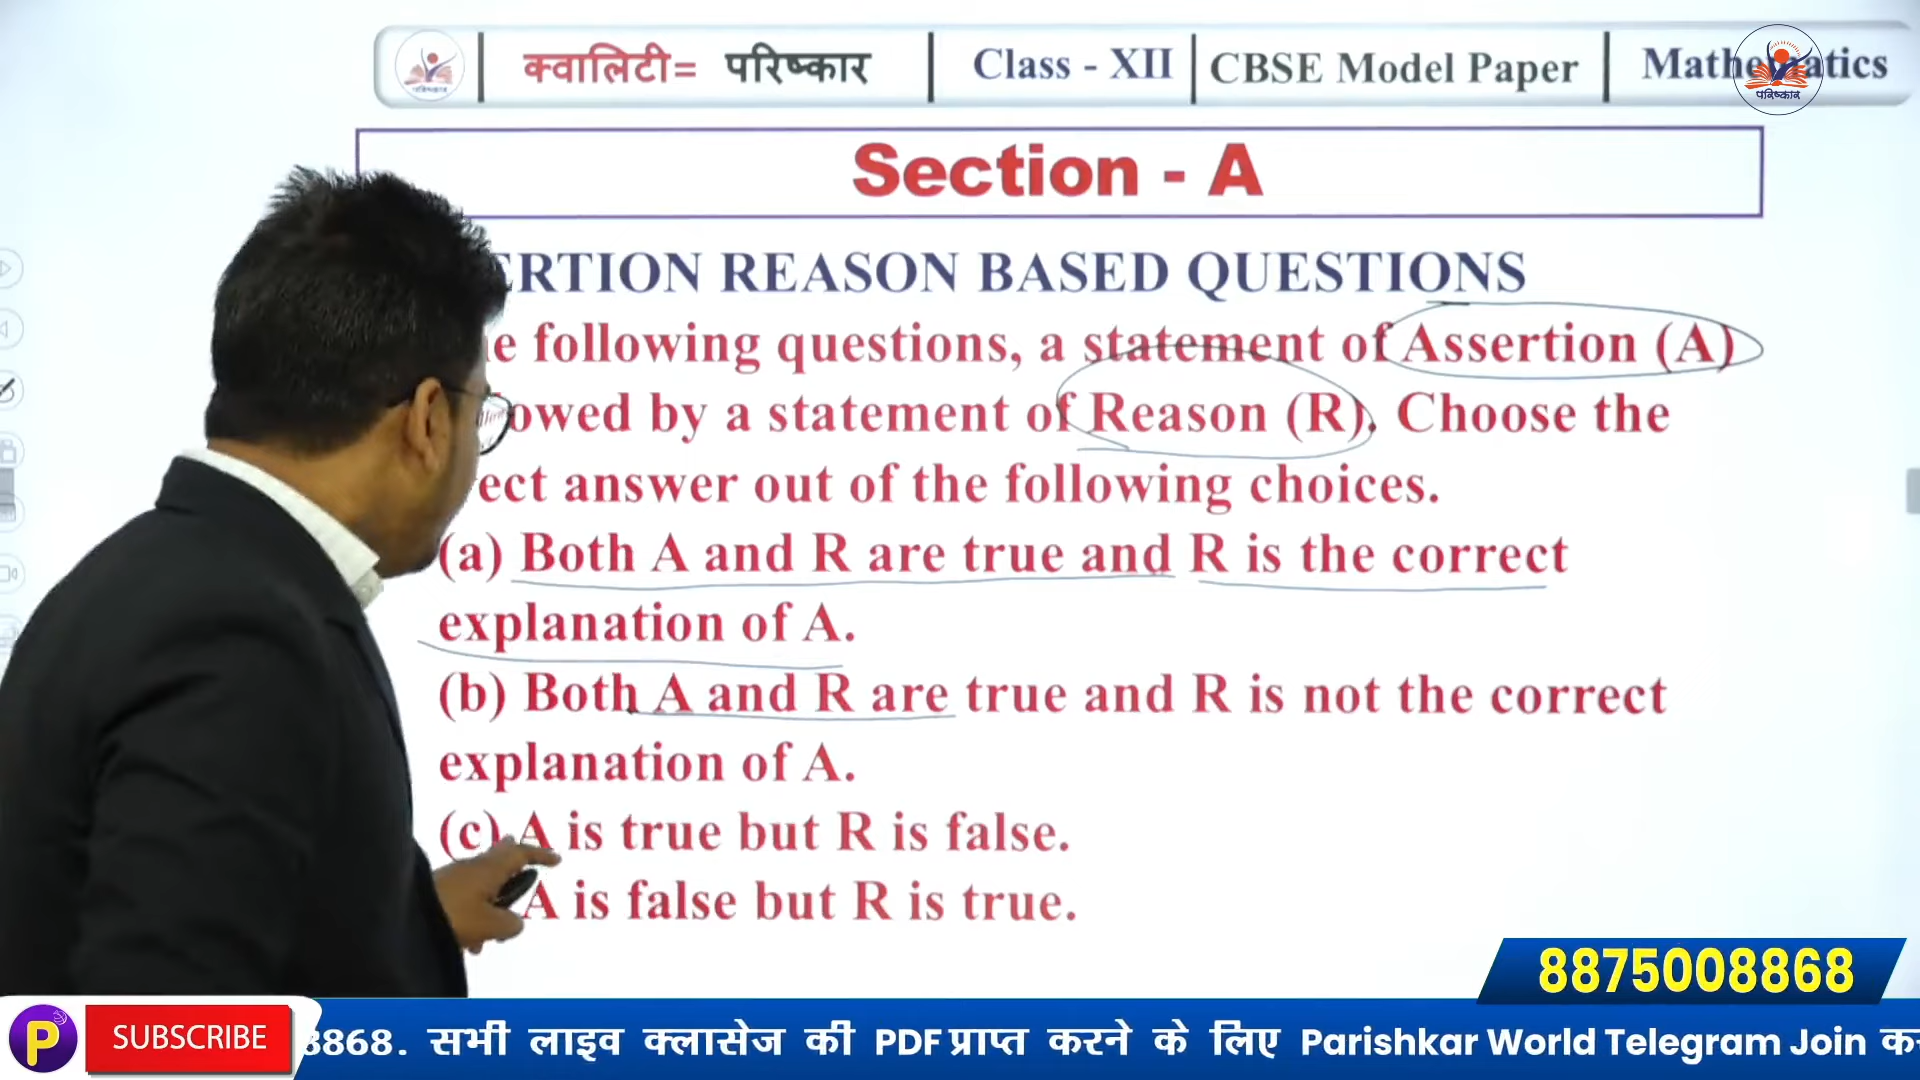 क्वालिटी= परिष्कार Class - XII CBSE Model Paper Mathematics
परिष्कार
Section - A
ERTION REASON BASED QUESTIONS
e following questions, a statement of Assertion (A)
owed by a statement of Reason (R). Choose the
ect answer out of the following choices.
(a) Both A and R are true and R is the correct
explanation of A.
(b) Both A and R are true and R is not the correct
explanation of A.
(c) A is true but R is false.
A is false but R is true.
8875008868
P SUBSCRIBE 8868. सभी लाइव क्लासेज की PDF प्राप्त करने के लिए Parishkar World Telegram Join